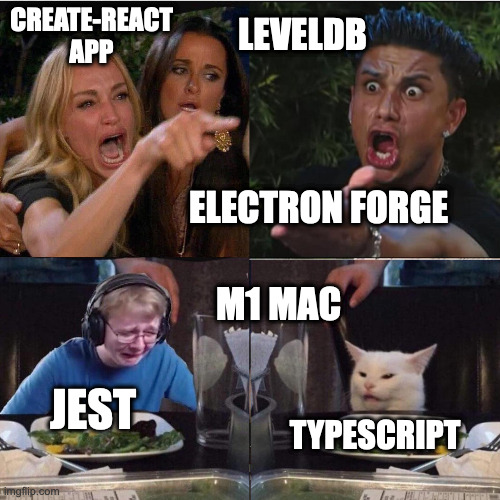 CREATE-REACT
APP
LEVELDB
ELECTRON FORGE
M1 MAC
JEST
TYPESCRIPT
imgflip.com